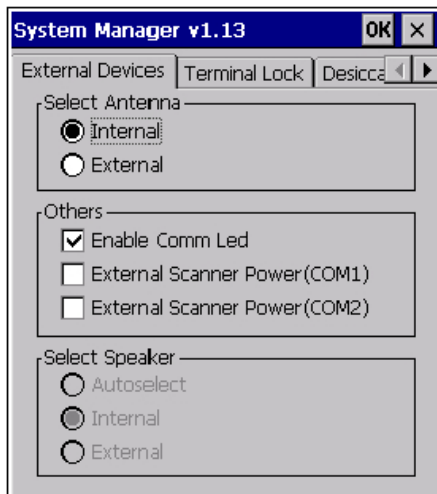 System Manager v1.13 OK
External Devices Terminal Lock Desicca
Select Antenna
Internal
External
Others
Enable Comm Led
External Scanner Power(COM1)
External Scanner Power(COM2)
Select Speaker
Autoselect
Internal
External